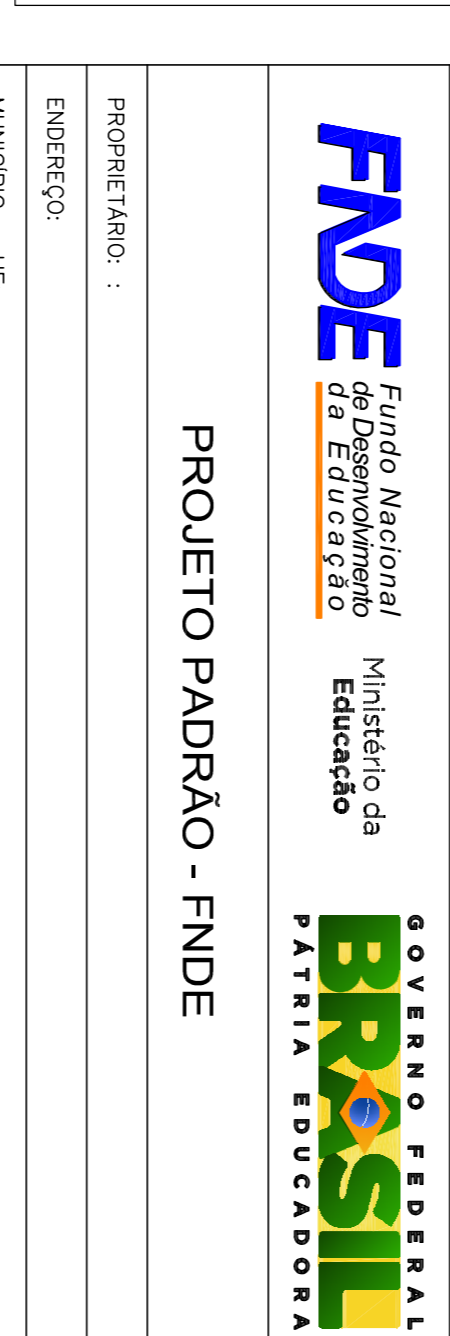 FNDE
Fundo Nacional
de Desenvolvimento
da Educação
Ministério da
Educação
GOVERNO FEDERAL
BRASIL
PÁTRIA EDUCADORA
PROJETO PADRÃO - FNDE
PROPRIETÁRIO: :
ENDEREÇO: